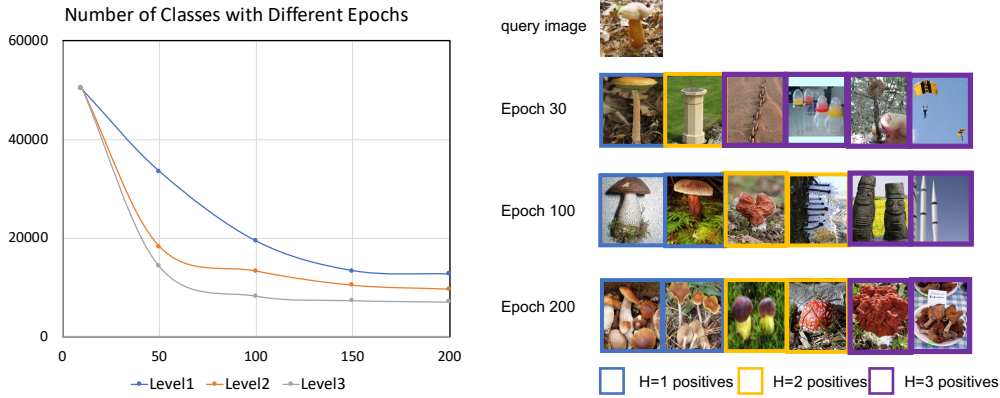 Number of Classes with Different Epochs
60000
40000
20000
0
0 50 100 150 200
Level1 Level2 Level3
query image
Epoch 30
Epoch 100
Epoch 200
H=1 positives H=2 positives H=3 positives